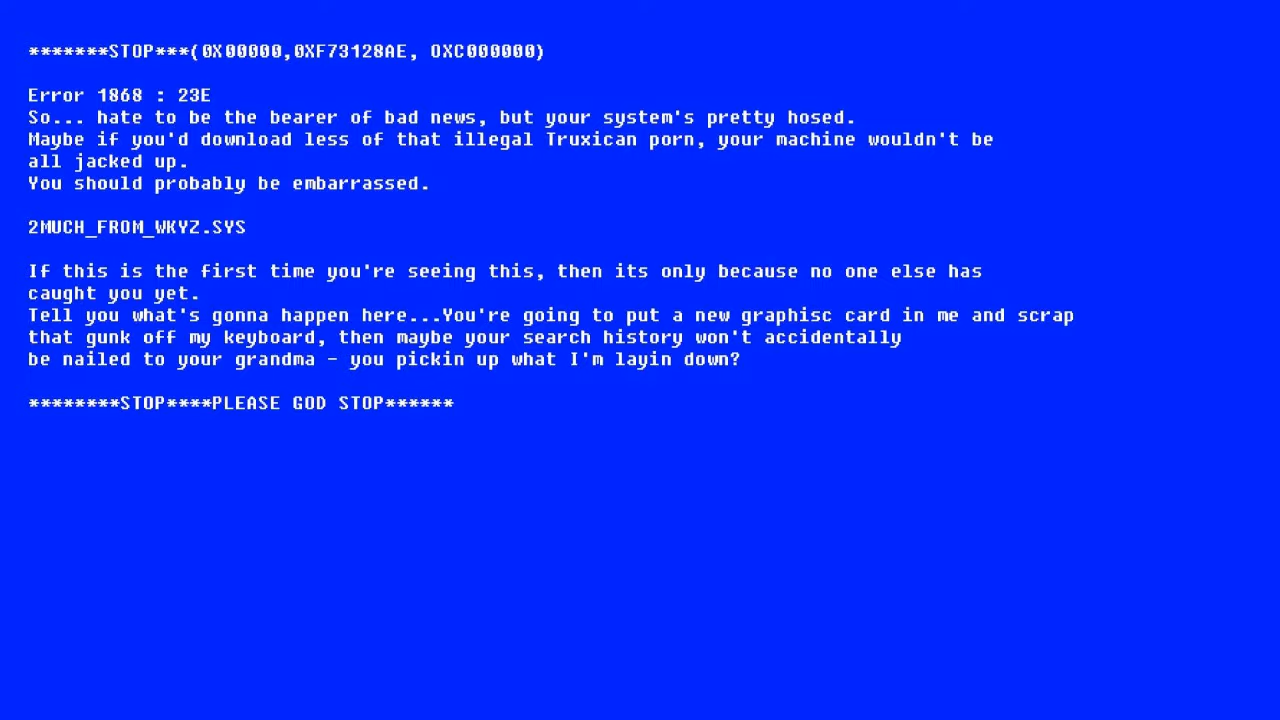 *******STOP***(0X00000,0XF73128AE, OXC000000)
Error 1868 : 23E
So... hate to be the bearer of bad news, but your system's pretty hosed.
Maybe if you'd download less of that illegal Truxican porn, your machine wouldn't be
all jacked up.
You should probably be embarrassed.
2MUCH_FROM_WKYZ.SYS
If this is the first time you're seeing this, then its only because no one else has
caught you yet.
Tell you what's gonna happen here...You're going to put a new graphisc card in me and scrap
that gunk off my keyboard, then maybe your search history won't accidentally
be nailed to your grandma - you pickin up what I'm layin down?
********STOP****PLEASE GOD STOP******